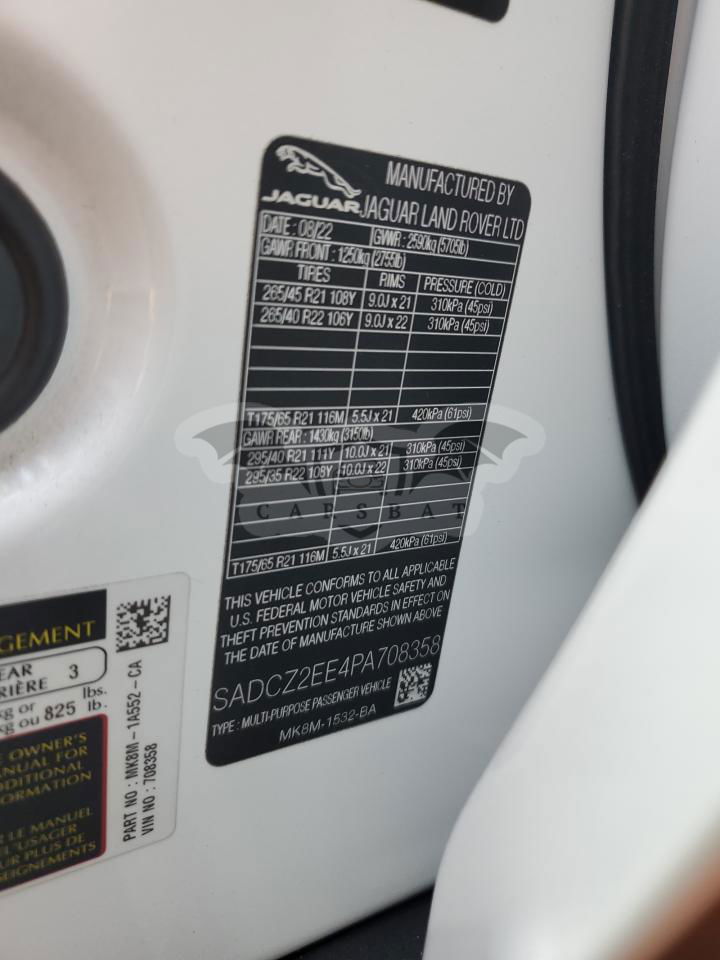 JAGUAR
MANUFACTURED BY
JAGUAR LAND ROVER LTD
DATE : 08/22 GVWR : 2590kg (5705lb)
GAWR FRONT : 1250kg (2755lb)
TIRES RIMS PRESSURE (COLD)
265/45 R21 108Y 9.0J x 21 310kPa (45psi)
265/40 R22 106Y 9.0J x 22 310kPa (45psi)
T175/65 R21 116M 5.5J x 21 420kPa (61psi)
GAWR REAR : 1430kg (3150lb)
295/40 R21 111Y 10.0J x 21 310kPa (45psi)
295/35 R22 108Y 10.0J x 22 310kPa (45psi)
CARSBAT
T175/65 R21 116M 5.5J x 21 420kPa (61psi)
THIS VEHICLE CONFORMS TO ALL APPLICABLE
U.S. FEDERAL MOTOR VEHICLE SAFETY AND
THEFT PREVENTION STANDARDS IN EFFECT ON
THE DATE OF MANUFACTURE SHOWN ABOVE
SADCZ2EE4PA708358
TYPE : MULTI-PURPOSE PASSENGER VEHICLE
MK8M-1532-BA
GEMENT
EAR 3
RIÈRE
kg or lbs.
kg ou 825 lb.
OWNER'S
ANUAL FOR
DDITIONAL
FORMATION
R LE MANUEL
L'USAGER
UR PLUS DE
SEIGNEMENTS
PART NO : MK8M - 1A552 - CA
VIN NO : 708358